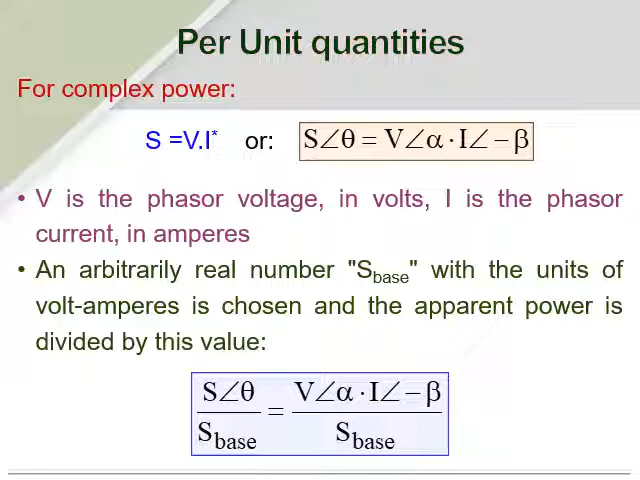 Per Unit quantities
For complex power:
S =V.I* or: S∠θ = V∠α · I∠ − β
• V is the phasor voltage, in volts, I is the phasor
current, in amperes
• An arbitrarily real number "Sbase" with the units of
volt-amperes is chosen and the apparent power is
divided by this value:
S∠θ / Sbase = V∠α · I∠ − β / Sbase